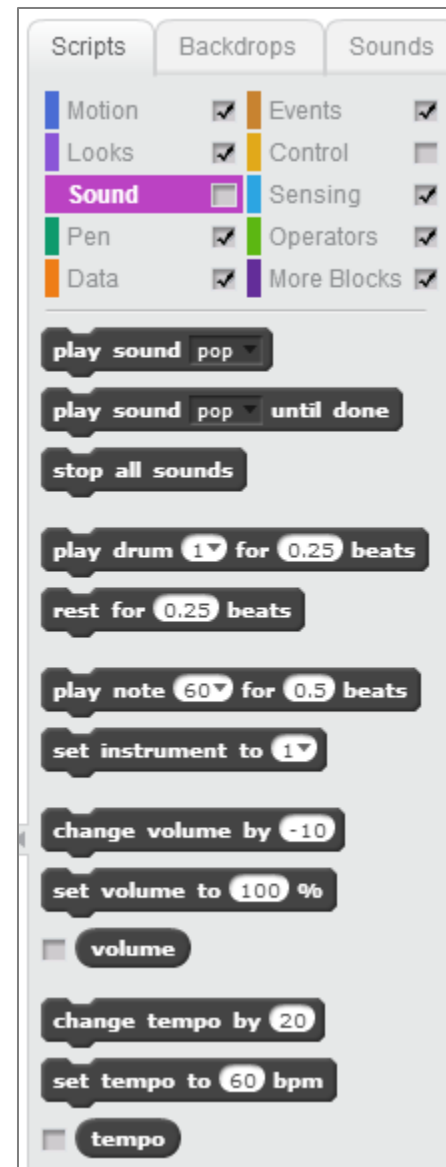 Scripts Backdrops Sounds
Motion Events
Looks Control
Sound Sensing
Pen Operators
Data More Blocks
play sound pop
play sound pop until done
stop all sounds
play drum 1 for 0.25 beats
rest for 0.25 beats
play note 60 for 0.5 beats
set instrument to 1
change volume by -10
set volume to 100 %
volume
change tempo by 20
set tempo to 60 bpm
tempo